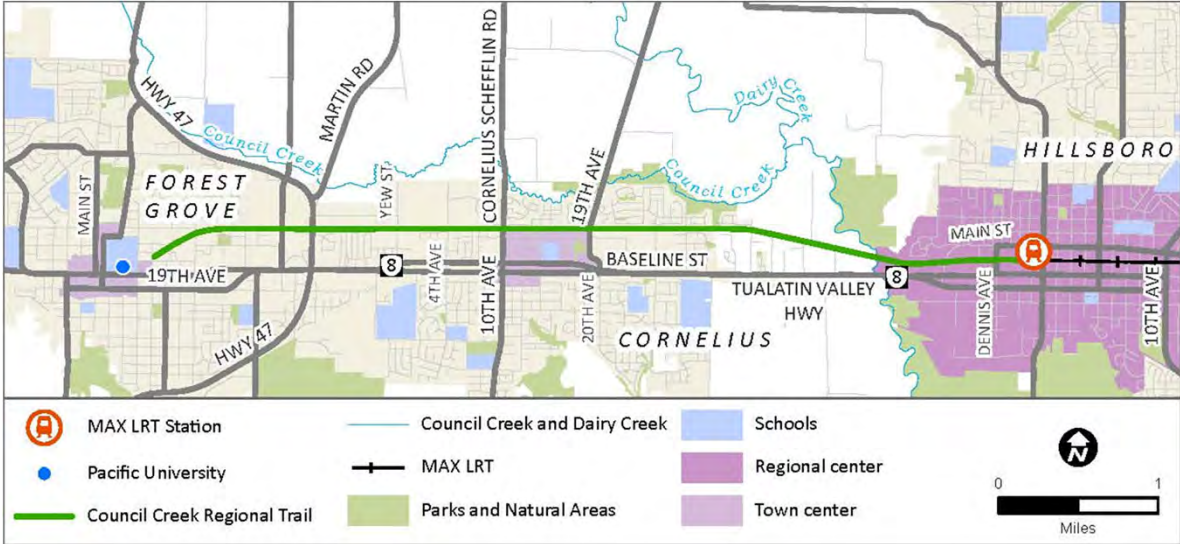 HWY 47
MARTIN RD
CORNELIUS SCHEFFLIN RD
Dairy Creek
Council Creek
HILLSBORO
MAIN ST
FOREST
GROVE
YEW ST
19TH AVE
Council Creek
MAIN ST
19TH AVE
8
4TH AVE
10TH AVE
BASELINE ST
20TH AVE
TUALATIN VALLEY
HWY
8
DENNIS AVE
10TH AVE
HWY 47
CORNELIUS
MAX LRT Station
Pacific University
Council Creek Regional Trail
Council Creek and Dairy Creek
MAX LRT
Parks and Natural Areas
Schools
Regional center
Town center
N
0 1
Miles